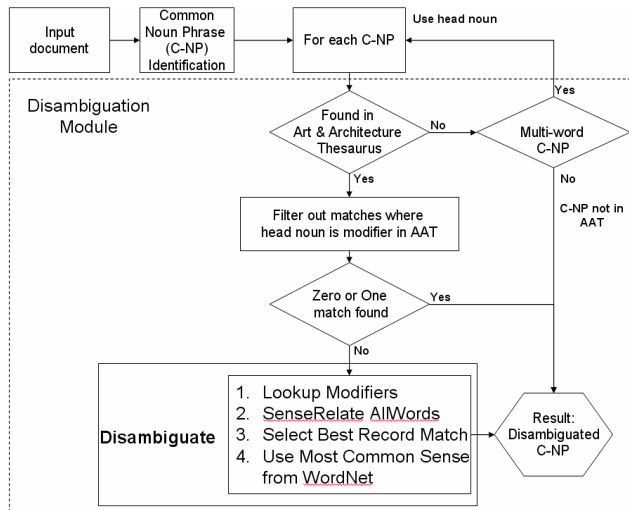 Input
document
Common
Noun Phrase
(C-NP)
Identification
For each C-NP
Use head noun
Disambiguation
Module
Found in
Art & Architecture
Thesaurus
No
Multi-word
C-NP
Yes
Yes
No
C-NP not in
AAT
Filter out matches where
head noun is modifier in AAT
Zero or One
match found
Yes
No
Disambiguate
1. Lookup Modifiers
2. SenseRelate AllWords
3. Select Best Record Match
4. Use Most Common Sense
from WordNet
Result:
Disambiguated
C-NP